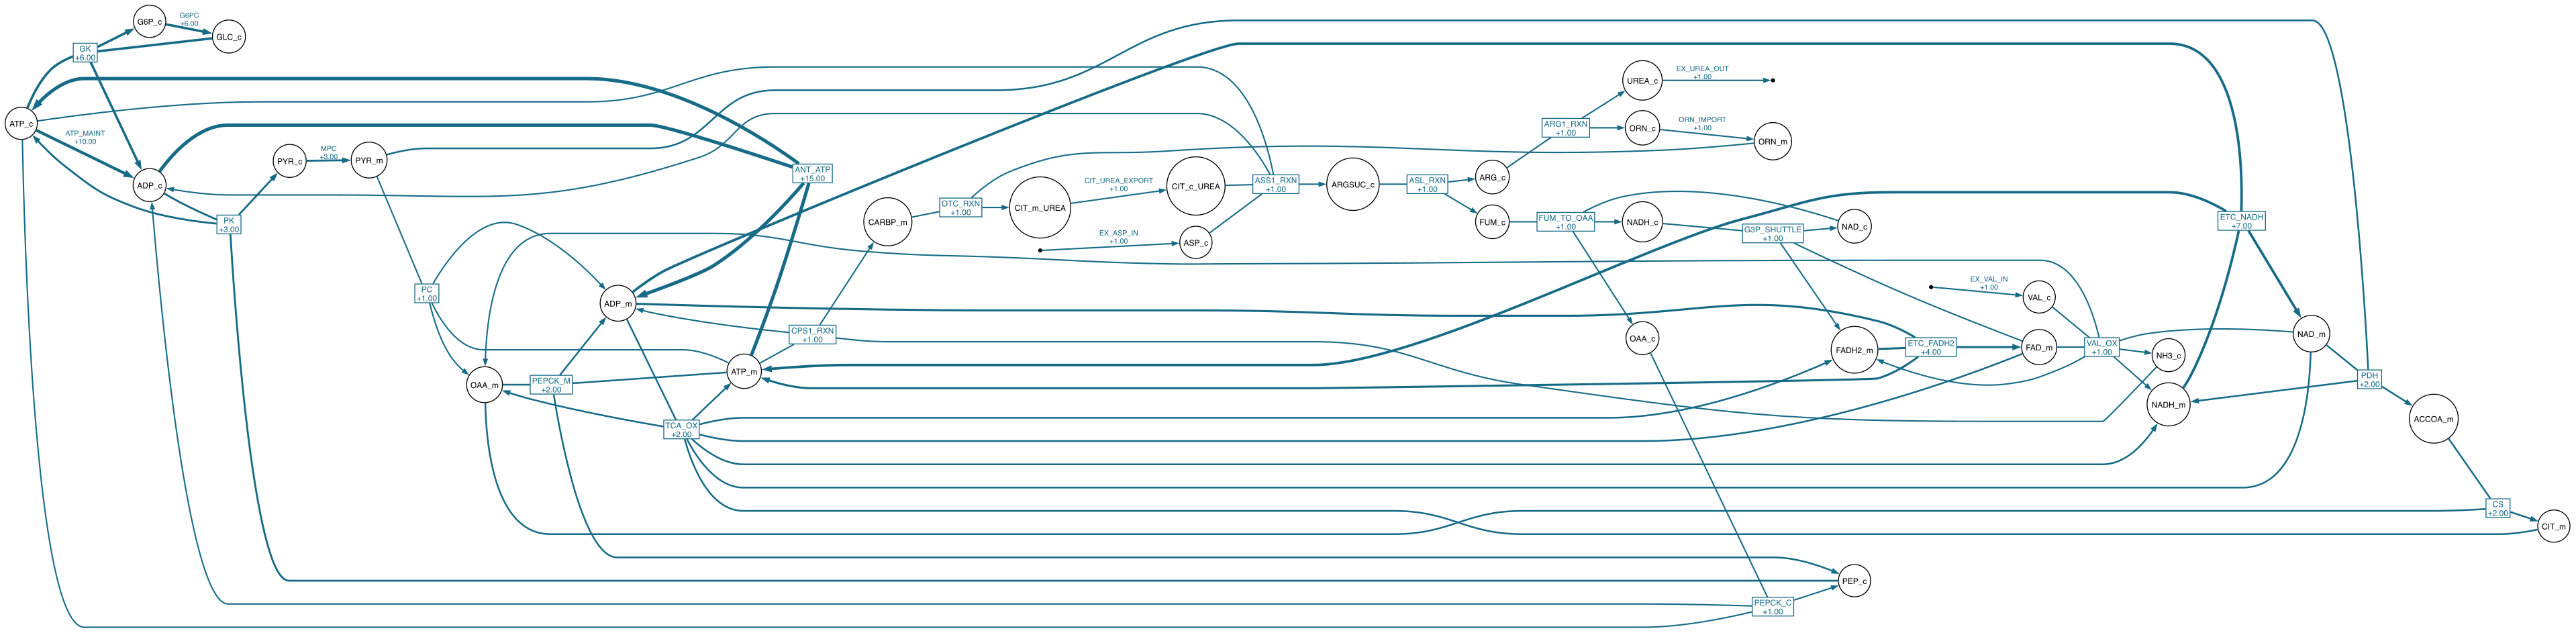 G6P_c
G6PC
+6.00
GLC_c
GK
+6.00
ATP_c
ATP_MAINT
+10.00
ADP_c
PYR_c
MPC
+3.00
PYR_m
PK
+3.00
ANT_ATP
+15.00
PC
+1.00
ADP_m
OAA_m
PEPCK_M
+2.00
ATP_m
TCA_OX
+2.00
CPS1_RXN
+1.00
CARBP_m
OTC_RXN
+1.00
CIT_m_UREA
CIT_UREA_EXPORT
+1.00
CIT_c_UREA
EX_ASP_IN
+1.00
ASP_c
ASS1_RXN
+1.00
ARGSUC_c
ASL_RXN
+1.00
ARG_c
FUM_c
ARG1_RXN
+1.00
UREA_c
EX_UREA_OUT
+1.00
ORN_c
ORN_IMPORT
+1.00
ORN_m
FUM_TO_OAA
+1.00
NADH_c
G3P_SHUTTLE
+1.00
NAD_c
OAA_c
FADH2_m
ETC_FADH2
+4.00
EX_VAL_IN
+1.00
VAL_c
FAD_m
VAL_OX
+1.00
NH3_c
NADH_m
ETC_NADH
+7.00
NAD_m
PDH
+2.00
ACCOA_m
CS
+2.00
CIT_m
PEP_c
PEPCK_C
+1.00